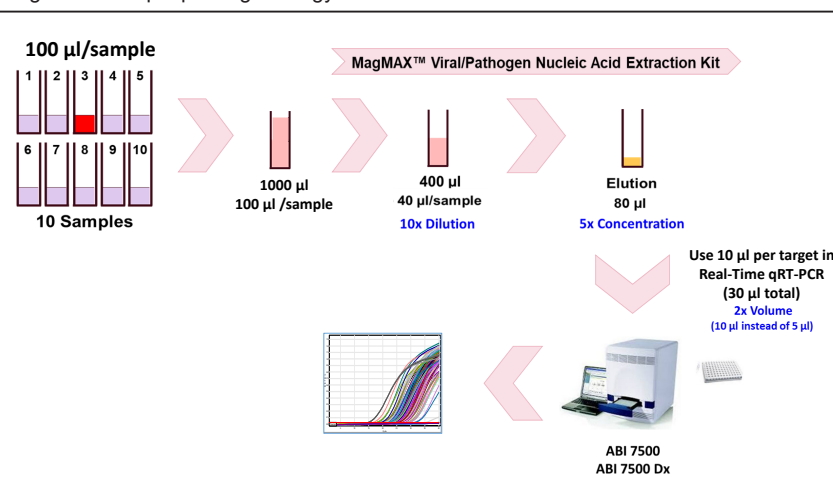 100 µl/sample
MagMAX™ Viral/Pathogen Nucleic Acid Extraction Kit
1 2 3 4 5
6 7 8 9 10
10 Samples
1000 µl
100 µl /sample
400 µl
40 µl/sample
10x Dilution
Elution
80 µl
5x Concentration
Use 10 µl per target in
Real-Time qRT-PCR
(30 µl total)
2x Volume
(10 µl instead of 5 µl)
ABI 7500
ABI 7500 Dx